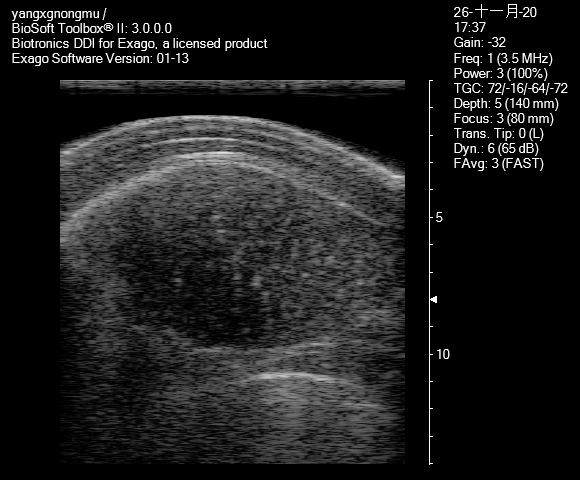 yangxgnongmu /
BioSoft Toolbox® II: 3.0.0.0
Biotronics DDI for Exago, a licensed product
Exago Software Version: 01-13
26-十一月-20
17:37
Gain: -32
Freq: 1 (3.5 MHz)
Power: 3 (100%)
TGC: 72/-16/-64/-72
Depth: 5 (140 mm)
Focus: 3 (80 mm)
Trans. Tip: 0 (L)
Dyn.: 6 (65 dB)
FAvg: 3 (FAST)
5
10